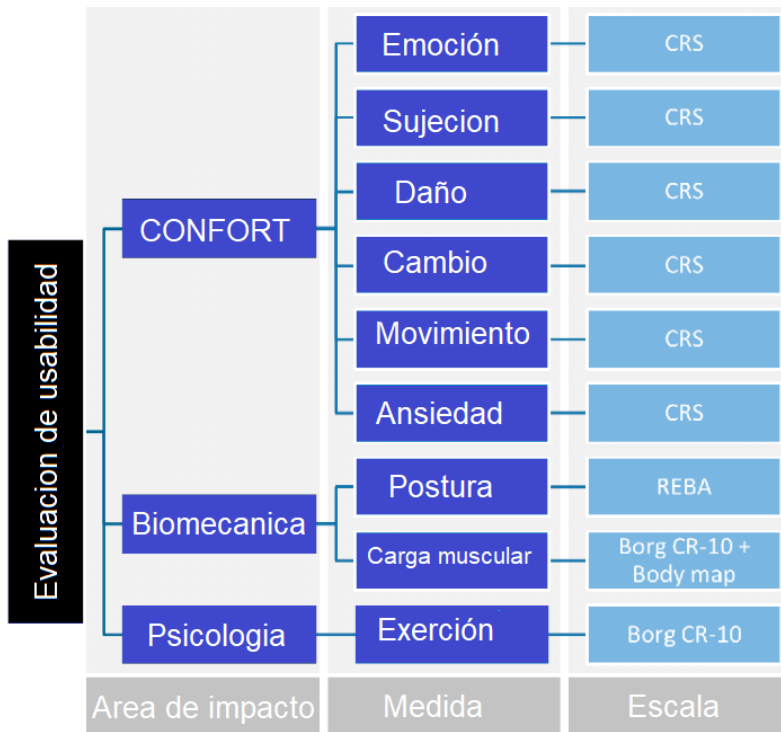 Evaluacion de usabilidad
CONFORT
Emoción
CRS
Sujecion
CRS
Daño
CRS
Cambio
CRS
Movimiento
CRS
Ansiedad
CRS
Biomecanica
Postura
REBA
Carga muscular
Borg CR-10 +
Body map
Psicologia
Exerción
Borg CR-10
Area de impacto
Medida
Escala